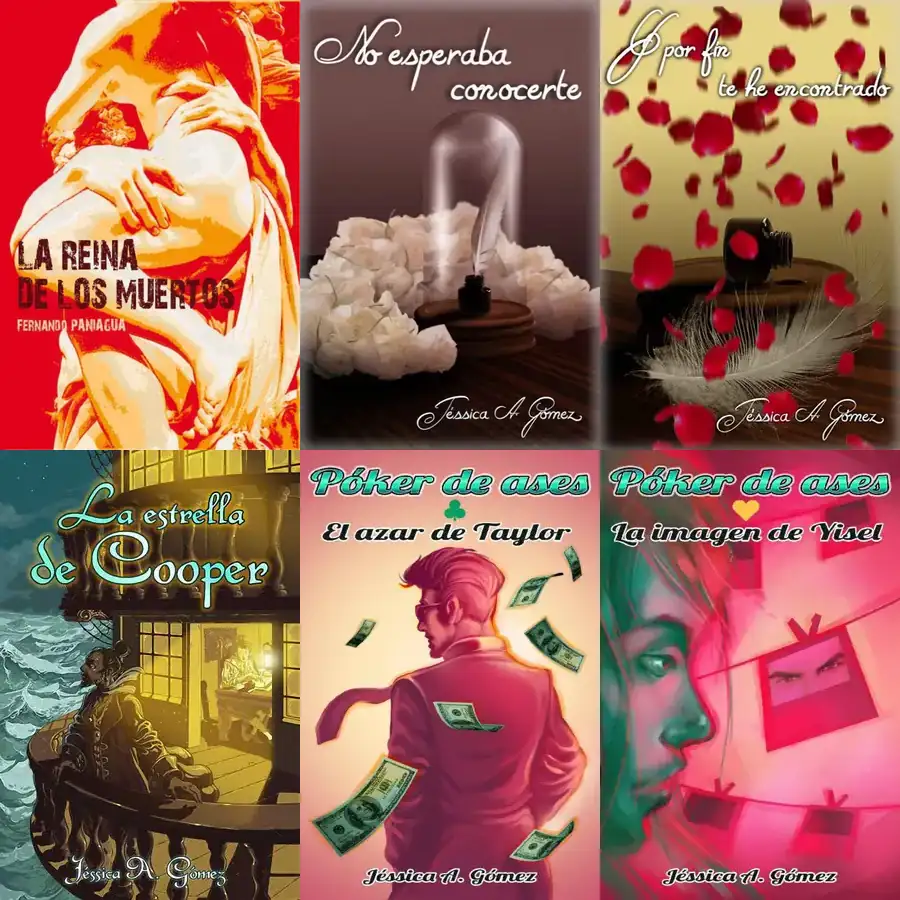 LA REINA
DE LOS MUERTOS
FERNANDO PANIAGUA
No esperaba
conocerte
Jéssica A. Gómez
Y por fin
te he encontrado
Jéssica A. Gómez
La estrella
de Cooper
Jéssica A. Gómez
Póker de ases
El azar de Taylor
Jéssica A. Gómez
Póker de ases
La imagen de Yisel
Jéssica A. Gómez